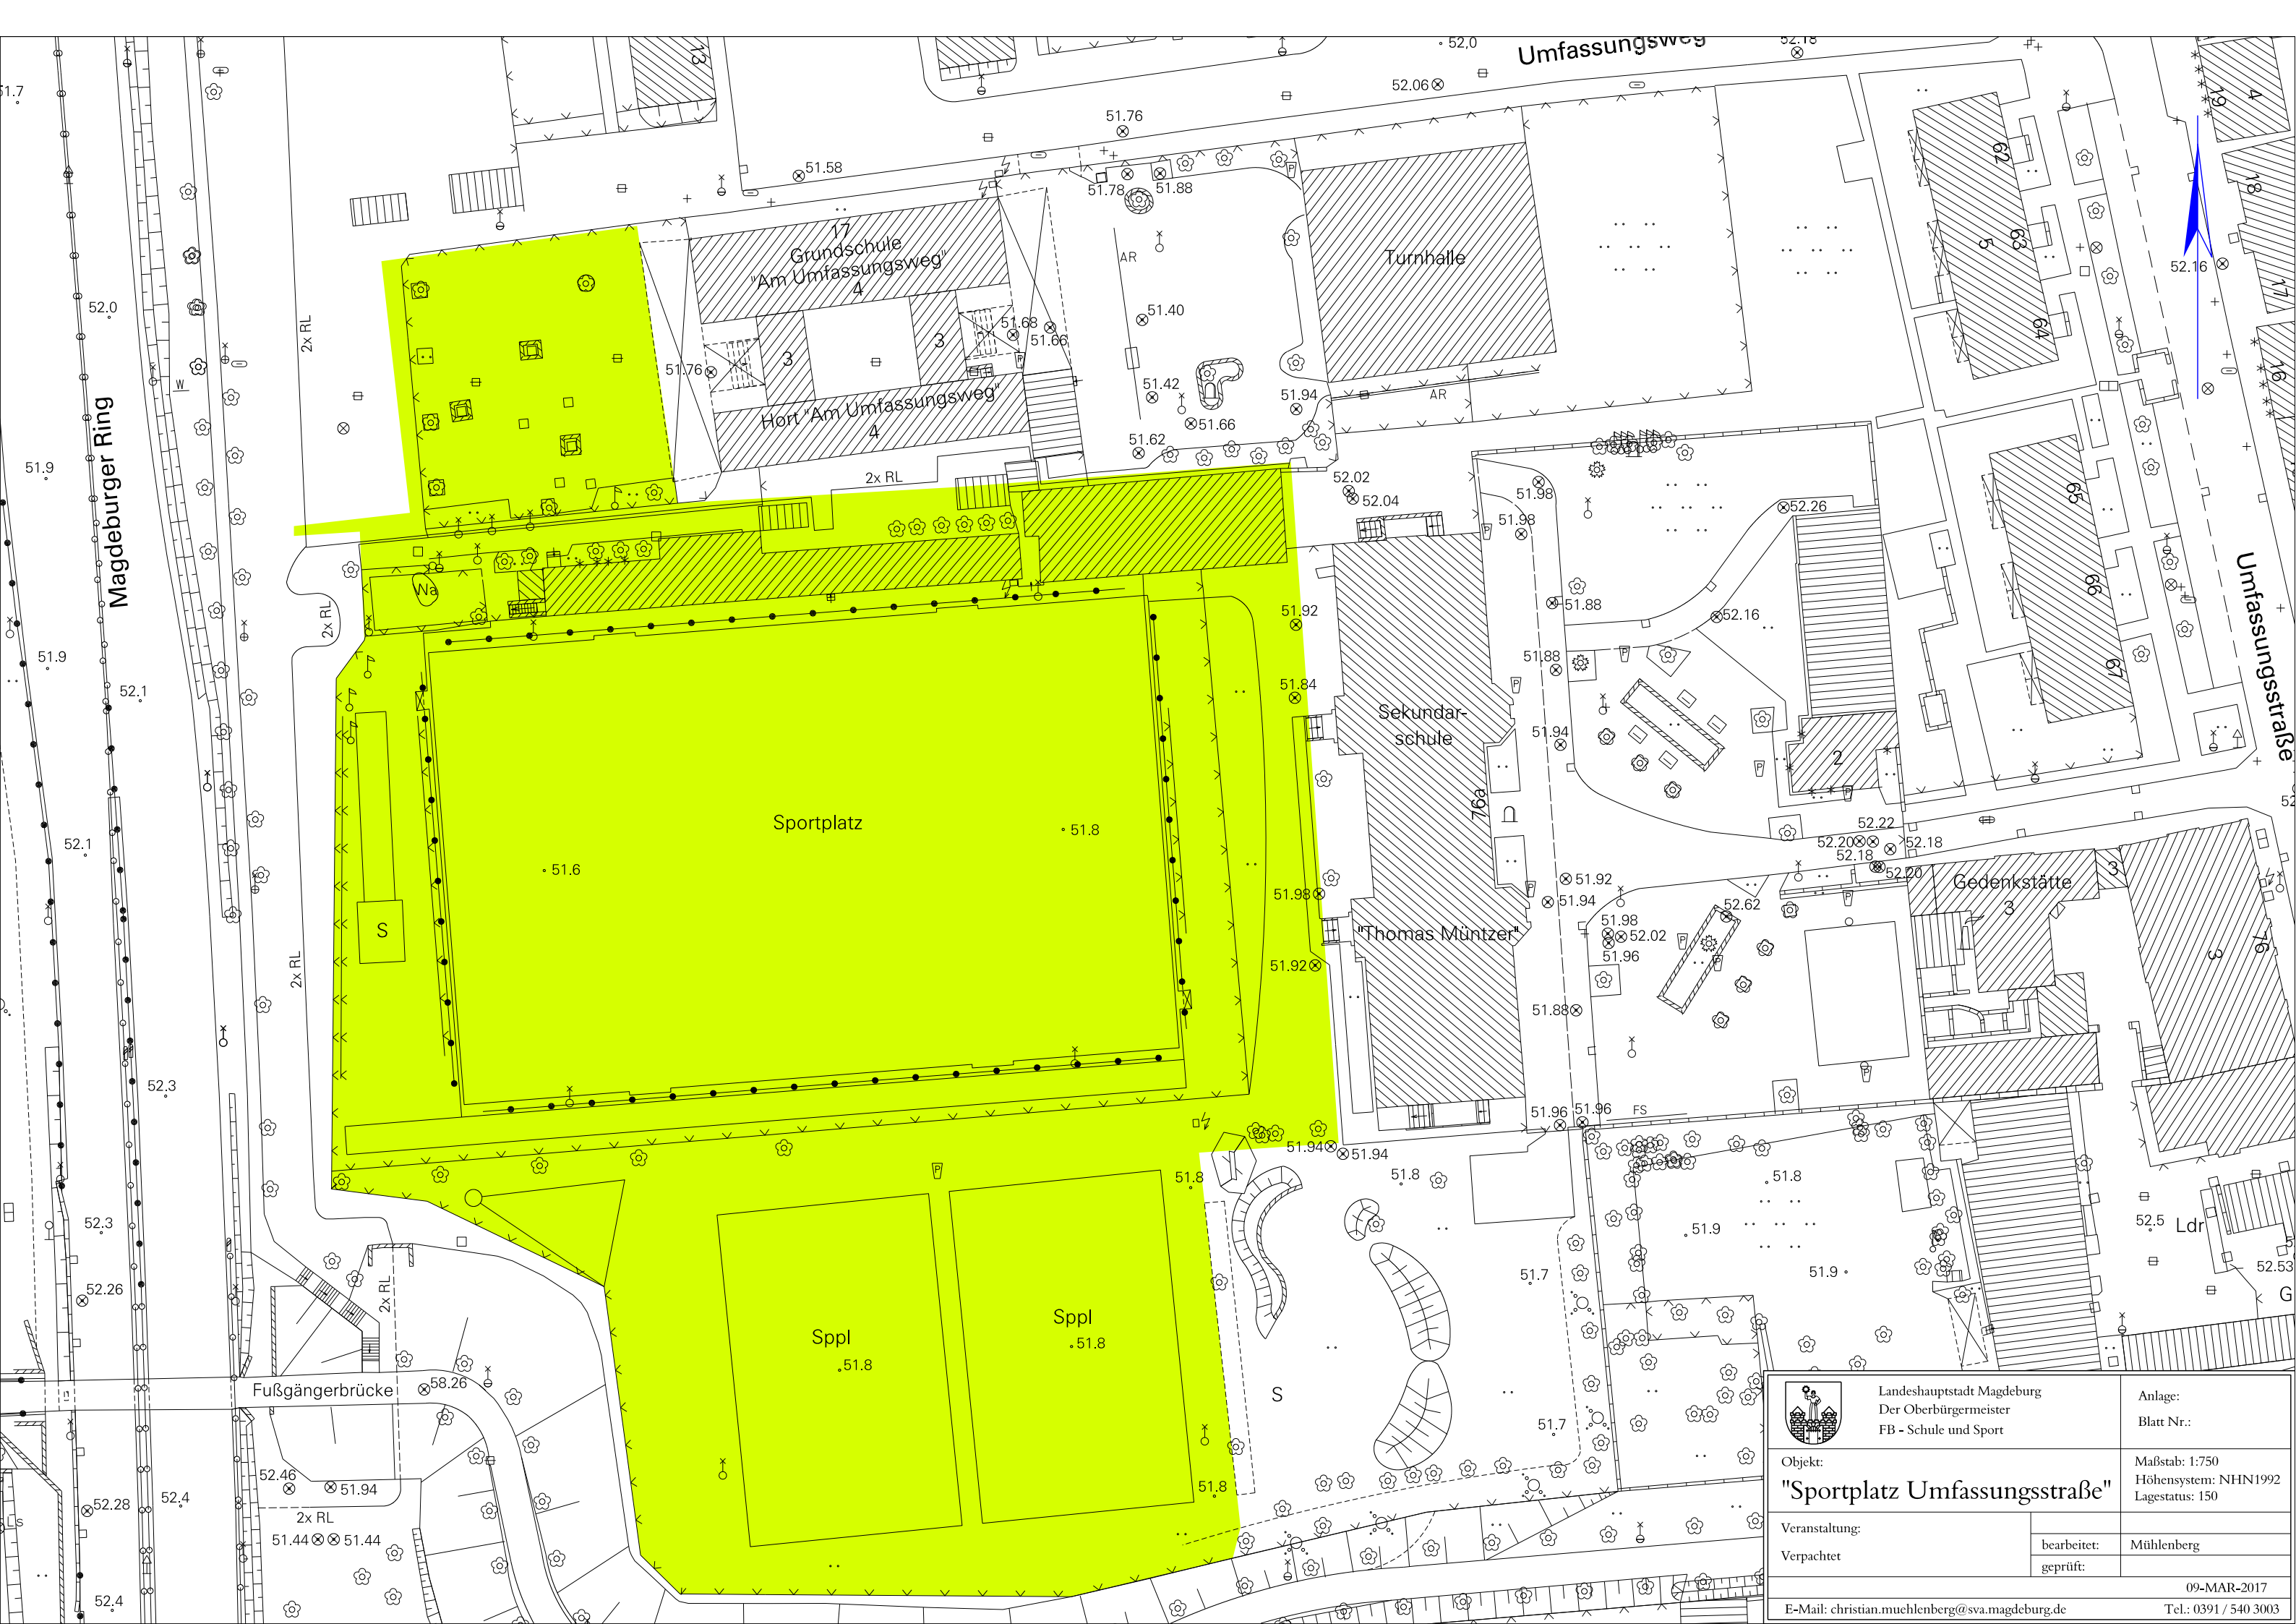 Umfassungsweg
52.18
52,0
52.06
13
51.7
51.76
51.58
51.78
51.88
19
4
62
18
63
5
64
52.16
17
16
17
Grundschule
"Am Umfassungsweg"
4
3
3
51.68
51.66
51.76
Hort "Am Umfassungsweg"
4
AR
51.40
51.42
51.66
51.62
51.94
Turnhalle
AR
2x RL
52.0
W
Magdeburger Ring
51.9
2x RL
52.02
52.04
51.98
51.98
52.26
65
66
67
Umfassungsstraße
Na
2x RL
51.9
52.1
51.92
51.88
52.16
51.88
51.84
Sekundar-
schule
51.94
2
76a
Sportplatz
51.8
51.6
52.1
S
2x RL
51.98
"Thomas Müntzer"
51.92
51.92
51.94
51.98
52.02
51.96
51.88
52.62
52.22
52.20
52.18
52.18
52.20
Gedenkstätte
3
3
3
76
52.3
51.96
51.96
FS
51.94
51.94
51.8
51.8
51.8
51.9
51.9
52.5
Ldr
52.53
G
52.3
52.26
2x RL
51.7
Sppl
51.8
Sppl
51.8
S
51.7
51.8
Fußgängerbrücke
58.26
52.46
51.94
2x RL
51.44
51.44
52.28
52.4
52.4
Landeshauptstadt Magdeburg
Der Oberbürgermeister
FB - Schule und Sport
Anlage:
Blatt Nr.:
Objekt:
"Sportplatz Umfassungsstraße"
Maßstab: 1:750
Höhensystem: NHN1992
Lagestatus: 150
Veranstaltung:
Verpachtet
bearbeitet:
Mühlenberg
geprüft:
09-MAR-2017
E-Mail: christian.muehlenberg@sva.magdeburg.de
Tel.: 0391 / 540 3003